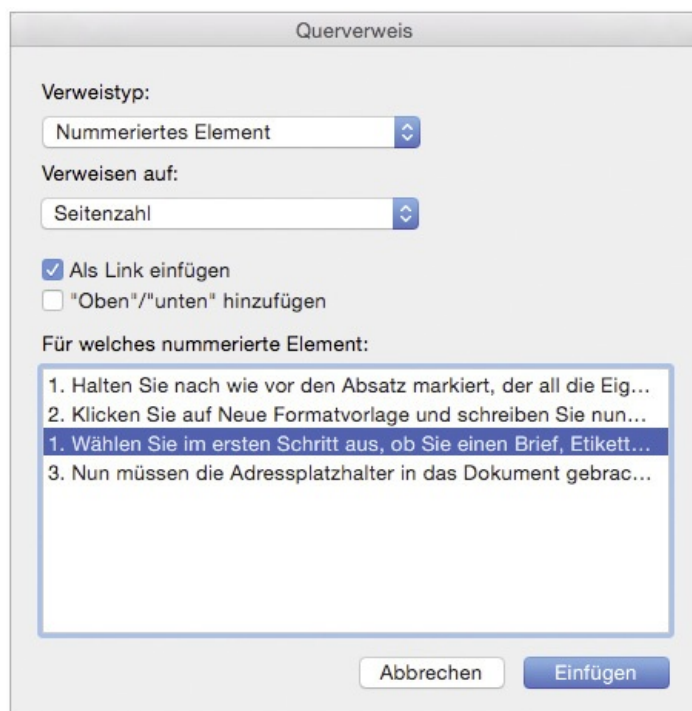 Querverweis
Verweistyp:
Nummeriertes Element
Verweisen auf:
Seitenzahl
Als Link einfügen
"Oben"/"unten" hinzufügen
Für welches nummerierte Element:
1. Halten Sie nach wie vor den Absatz markiert, der all die Eig...
2. Klicken Sie auf Neue Formatvorlage und schreiben Sie nun...
1. Wählen Sie im ersten Schritt aus, ob Sie einen Brief, Etikett...
3. Nun müssen die Adressplatzhalter in das Dokument gebrac...
Abbrechen Einfügen